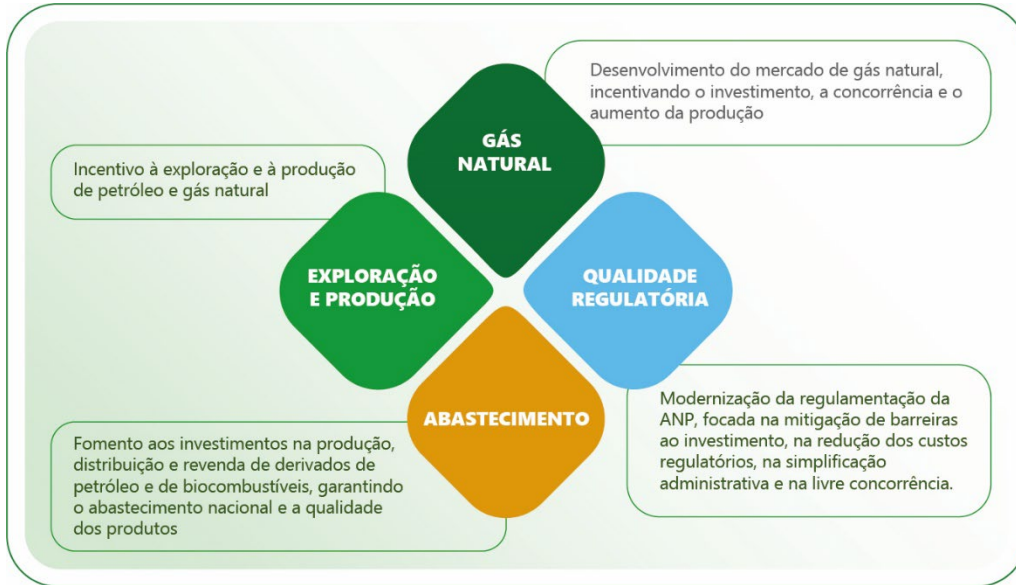 Desenvolvimento do mercado de gás natural,
incentivando o investimento, a concorrência e o
aumento da produção
GÁS
NATURAL
Incentivo à exploração e à produção
de petróleo e gás natural
EXPLORAÇÃO
E PRODUÇÃO
QUALIDADE
REGULATÓRIA
ABASTECIMENTO
Modernização da regulamentação da
ANP, focada na mitigação de barreiras
ao investimento, na redução dos custos
regulatórios, na simplificação
administrativa e na livre concorrência.
Fomento aos investimentos na produção,
distribuição e revenda de derivados de
petróleo e de biocombustíveis, garantindo
o abastecimento nacional e a qualidade
dos produtos